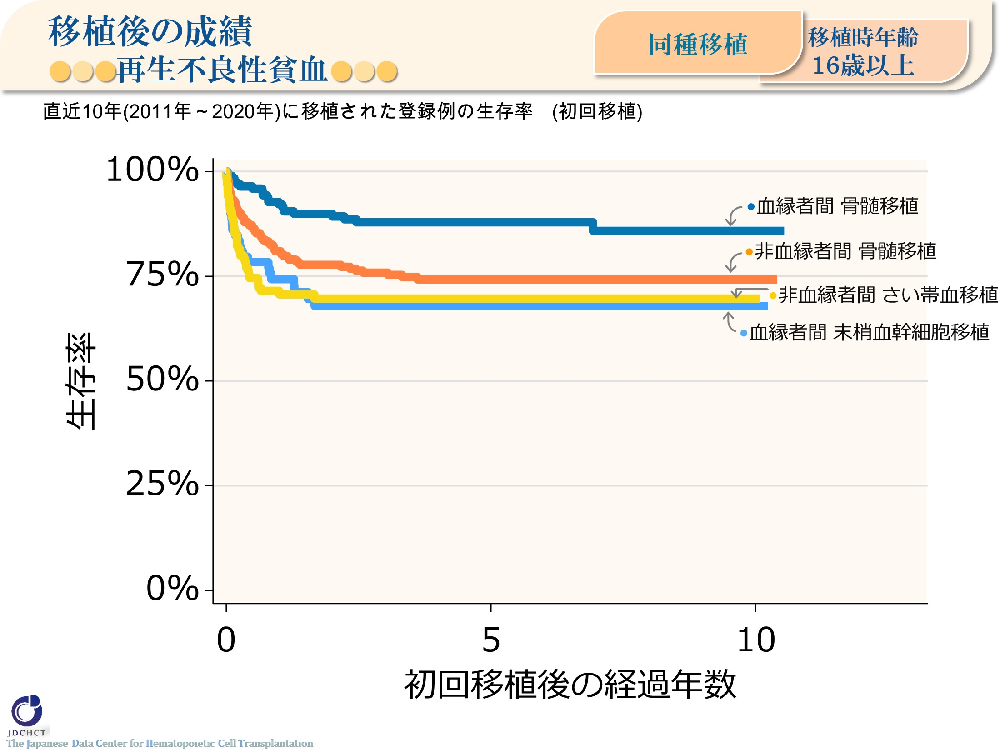 移植後の成績
再生不良性貧血
同種移植
移植時年齢
16歳以上
直近10年(2011年～2020年)に移植された登録例の生存率　(初回移植)
100%
75%
50%
25%
0%
生存率
血縁者間 骨髄移植
非血縁者間 骨髄移植
非血縁者間 さい帯血移植
血縁者間 末梢血幹細胞移植
0 5 10
初回移植後の経過年数
JDCHCT
The Japanese Data Center for Hematopoietic Cell Transplantation